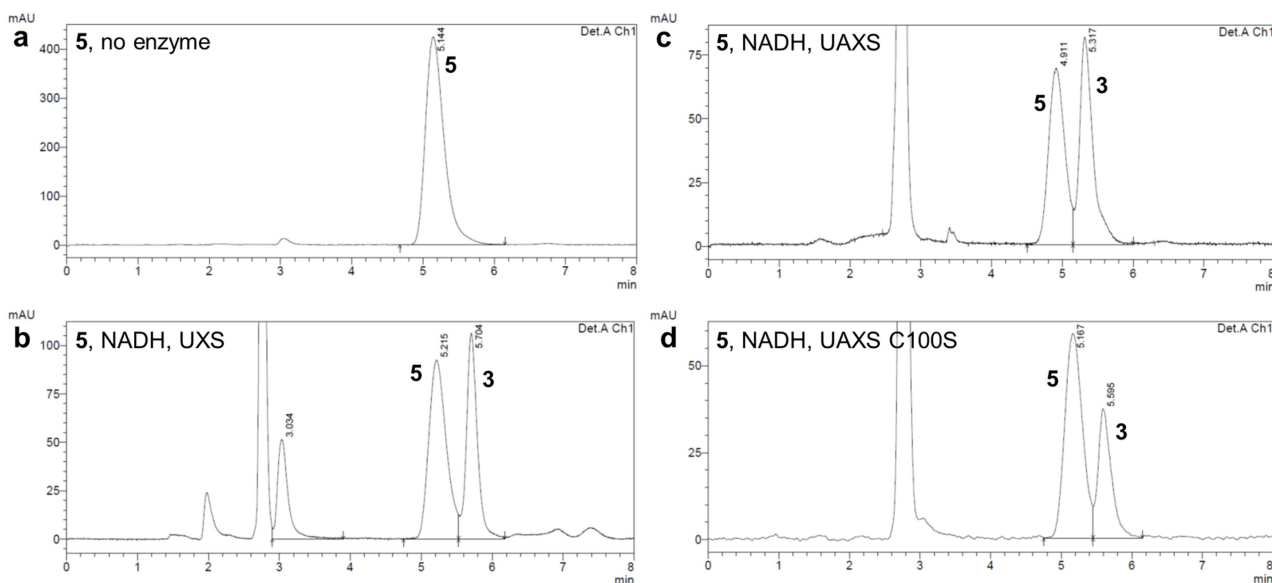 mAU
a 5, no enzyme
Det.A Ch1
5.144
5
400
300
200
100
0
0 1 2 3 4 5 6 7 8
min
mAU
c 5, NADH, UAXS
Det.A Ch1
4.911
5.317
5
3
75
50
25
0
0 1 2 3 4 5 6 7 8
min
mAU
b 5, NADH, UXS
Det.A Ch1
3.034
5.215
5.704
5
3
100
75
50
25
0
0 1 2 3 4 5 6 7 8
min
mAU
d 5, NADH, UAXS C100S
Det.A Ch1
5.167
5.595
5
3
50
25
0
0 1 2 3 4 5 6 7 8
min